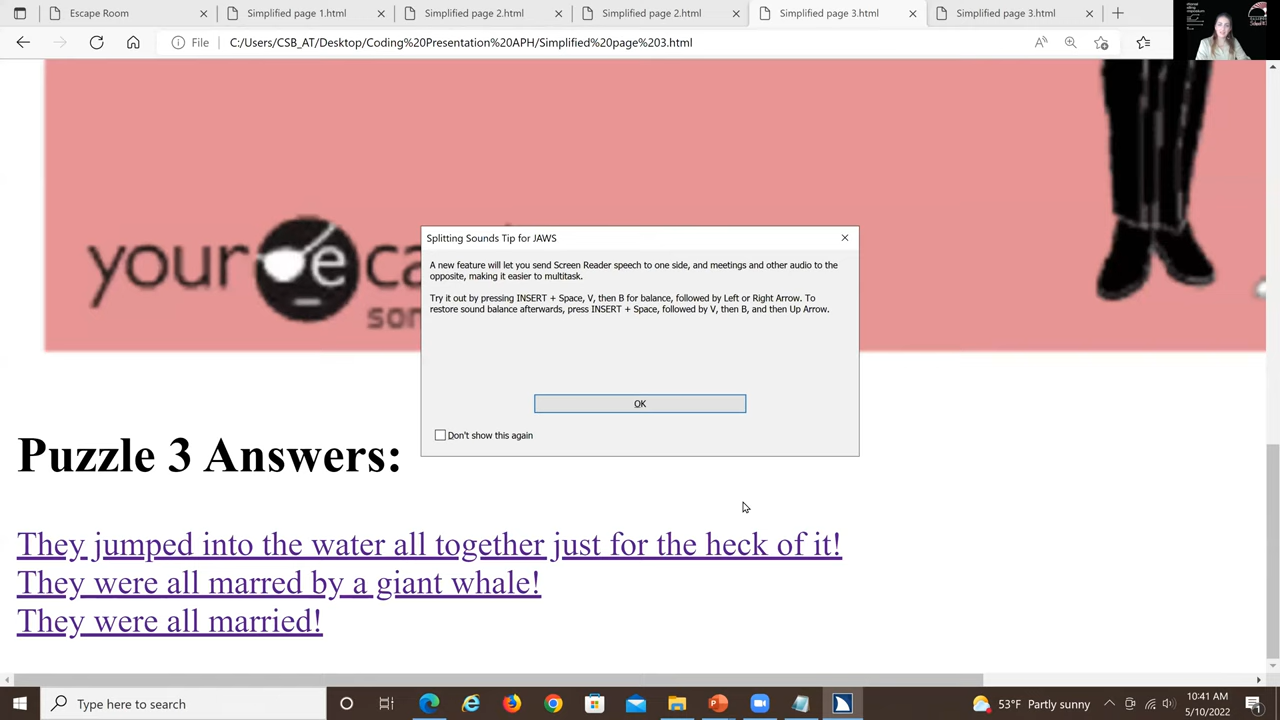 Escape Room
Simplified page 1.html
Simplified page 2.html
Simplified page 2.html
Simplified page 3.html
Simplified page 3.html
File
C:/Users/CSB_AT/Desktop/Coding%20Presentation%20APH/Simplified%20page%203.html
your
e
ca
som
Splitting Sounds Tip for JAWS
A new feature will let you send Screen Reader speech to one side, and meetings and other audio to the
opposite, making it easier to multitask.
Try it out by pressing INSERT + Space, V, then B for balance, followed by Left or Right Arrow. To
restore sound balance afterwards, press INSERT + Space, followed by V, then B, and then Up Arrow.
OK
Don't show this again
Puzzle 3 Answers:
They jumped into the water all together just for the heck of it!
They were all marred by a giant whale!
They were all married!
Type here to search
53°F Partly sunny
10:41 AM
5/10/2022
1